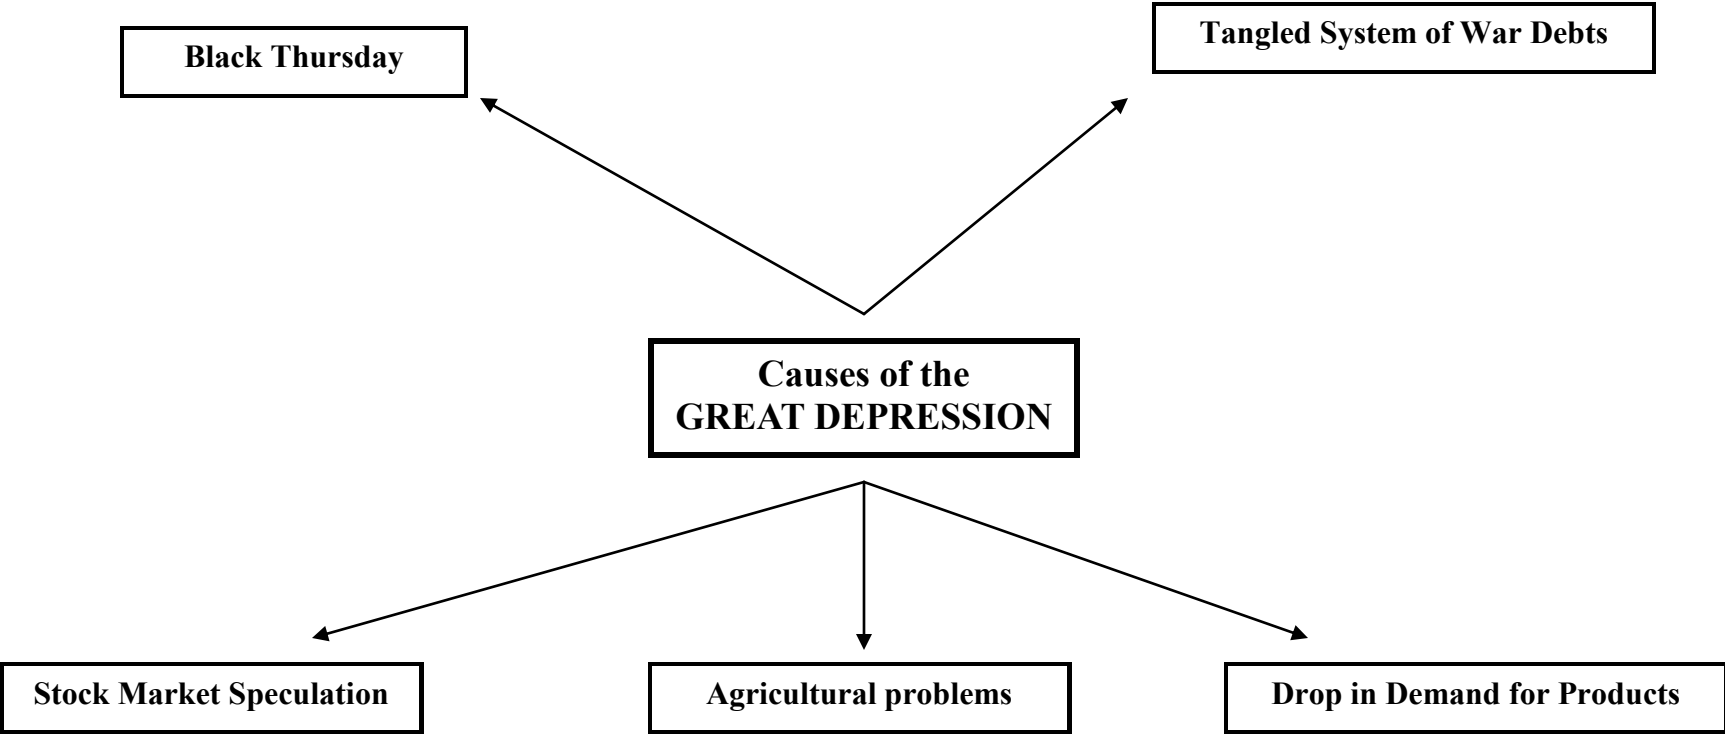 Black Thursday
Tangled System of War Debts
Causes of the
GREAT DEPRESSION
Stock Market Speculation
Agricultural problems
Drop in Demand for Products